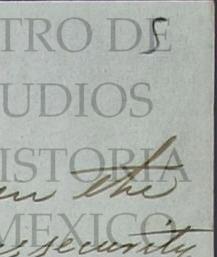 TRO DE
5
UDIOS
ISTORIA
the
MEXICO
security